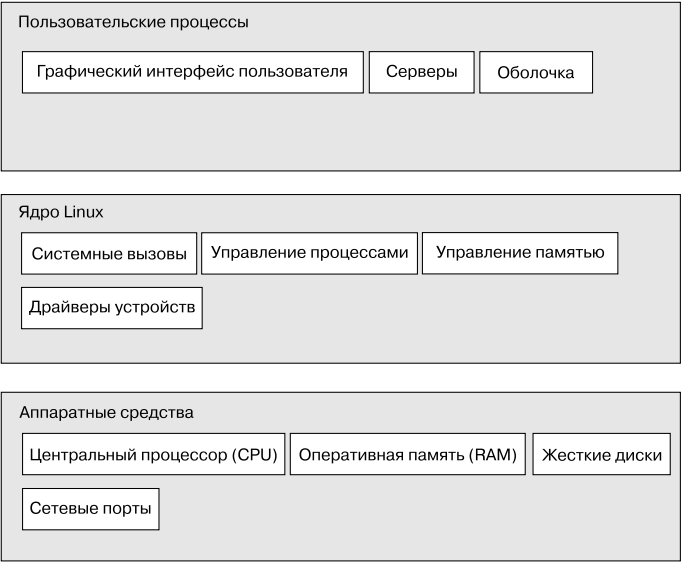 Пользовательские процессы
Графический интерфейс пользователя
Серверы
Оболочка
Ядро Linux
Системные вызовы
Управление процессами
Управление памятью
Драйверы устройств
Аппаратные средства
Центральный процессор (CPU)
Оперативная память (RAM)
Жесткие диски
Сетевые порты